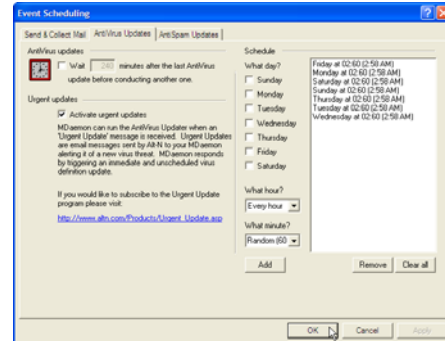 Event Scheduling
Send & Collect Mail
AntiVirus Updates
AntiSpam Updates
AntiVirus updates
Wait 240 minutes after the last AntiVirus
update before conducting another one.
Urgent updates
Activate urgent updates
MDaemon can run the AntiVirus Updater when an
'Urgent Update' message is received. Urgent Updates
are email messages sent by Alt-N to your MDaemon
alerting it of a new virus threat. MDaemon responds
by triggering an immediate and unscheduled virus
definition update.
If you would like to subscribe to the Urgent Update
program please visit:
http://www.altn.com/Products/Urgent_Update.asp
Schedule
What day?
Sunday
Monday
Tuesday
Wednesday
Thursday
Friday
Saturday
What hour?
Every hour
What minute?
Random (60
Add
Friday at 02:60 [2:58 AM]
Monday at 02:60 [2:58 AM]
Saturday at 02:60 [2:58 AM]
Sunday at 02:60 [2:58 AM]
Thursday at 02:60 [2:58 AM]
Tuesday at 02:60 [2:58 AM]
Wednesday at 02:60 [2:58 AM]
Remove
Clear all
OK
Cancel
Apply